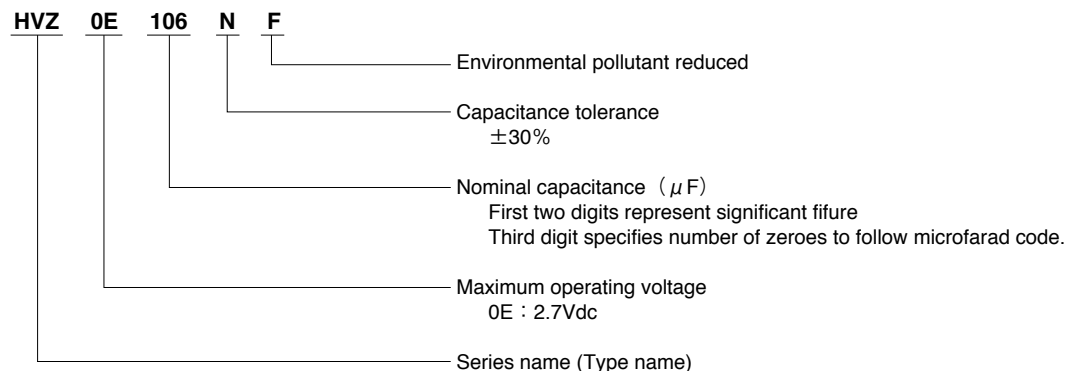 HVZ 0E 106 N F
Environmental pollutant reduced
Capacitance tolerance
±30%
Nominal capacitance（μF）
First two digits represent significant fifure
Third digit specifies number of zeroes to follow microfarad code.
Maximum operating voltage
0E：2.7Vdc
Series name (Type name)